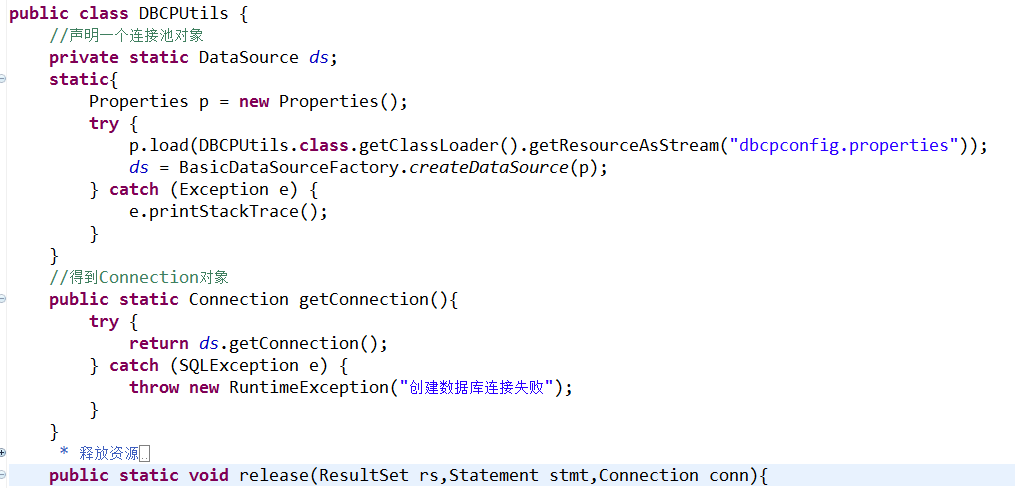 public class DBCPUtils {
    //声明一个连接池对象
    private static DataSource ds;
    static{
        Properties p = new Properties();
        try {
            p.load(DBCPUtils.class.getClassLoader().getResourceAsStream("dbcpconfig.properties"));
            ds = BasicDataSourceFactory.createDataSource(p);
        } catch (Exception e) {
            e.printStackTrace();
        }
    }
    //得到Connection对象
    public static Connection getConnection(){
        try {
            return ds.getConnection();
        } catch (SQLException e) {
            throw new RuntimeException("创建数据库连接失败");
        }
    }
     * 释放资源..
    public static void release(ResultSet rs,Statement stmt,Connection conn){